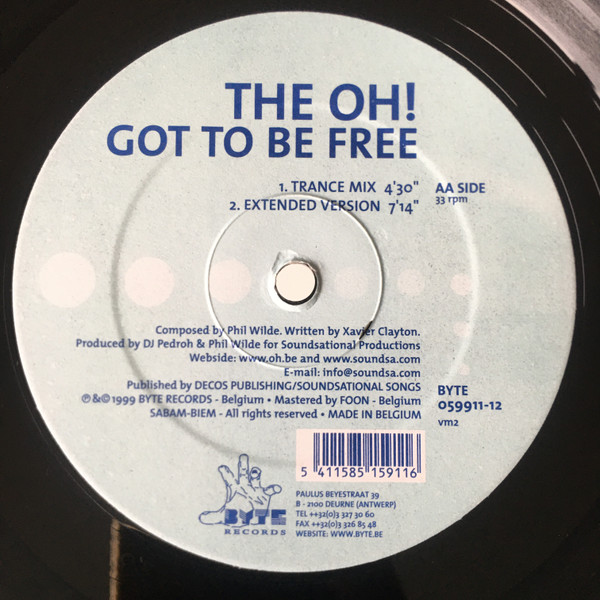 THE OH!
GOT TO BE FREE
1. TRANCE MIX 4'30"
2. EXTENDED VERSION 7'14"
AA SIDE
33 rpm
Composed by Phil Wilde. Written by Xavier Clayton.
Produced by DJ Pedroh & Phil Wilde for Soundsational Productions
Webside: www.oh.be and www.soundsa.com
E-mail: info@soundsa.com
Published by DECOS PUBLISHING/SOUNDSATIONAL SONGS
℗&© 1999 BYTE RECORDS - Belgium • Mastered by FOON - Belgium
SABAM-BIEM - All rights reserved • MADE IN BELGIUM
BYTE
059911-12
vm2
5 411585 159116
BYTE
RECORDS
PAULUS BEYESTRAAT 39
B - 2100 DEURNE (ANTWERP)
TEL ++32(0)3 327 30 60
FAX ++32(0)3 326 85 48
WEBSITE: WWW.BYTE.BE